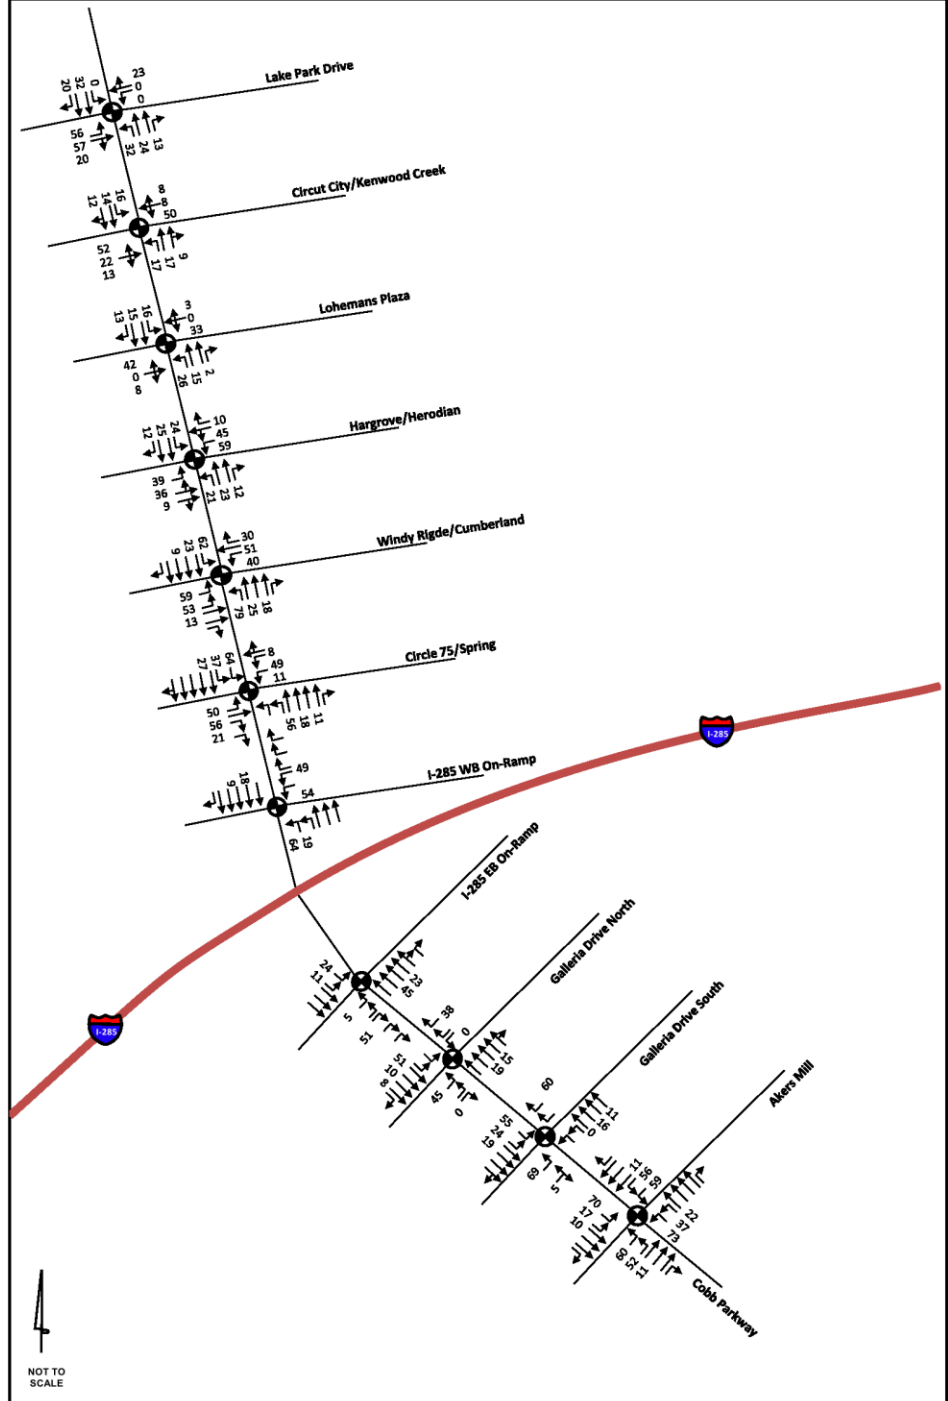 Lake Park Drive
20 32 0
23
0
0
56
57
20
32 24 13
Circut City/Kenwood Creek
12 14 16
8
8
50
52
22
13
17 17 9
Lohemans Plaza
13 15 16
3
0
33
42
0
8
26 15 2
Hargrove/Herodian
12 25 24
10
45
59
39
36
9
21 23 12
Windy Rigde/Cumberland
9 23 62
30
51
40
59
53
13
79 25 18
Circle 75/Spring
27 37 64
8
49
11
50
56
21
56 18 11
I-285
I-285 WB On-Ramp
9 18
49
54
64 19
I-285 EB On-Ramp
24
11
23
45
5
51
Galleria Drive North
38
0
51
10
8
15
19
45
0
I-285
Galleria Drive South
60
55
24
19
11
16
0
69
5
Akers Mill
11 56 59
70
17
10
22
37
73
60 52 11
Cobb Parkway
NOT TO
SCALE